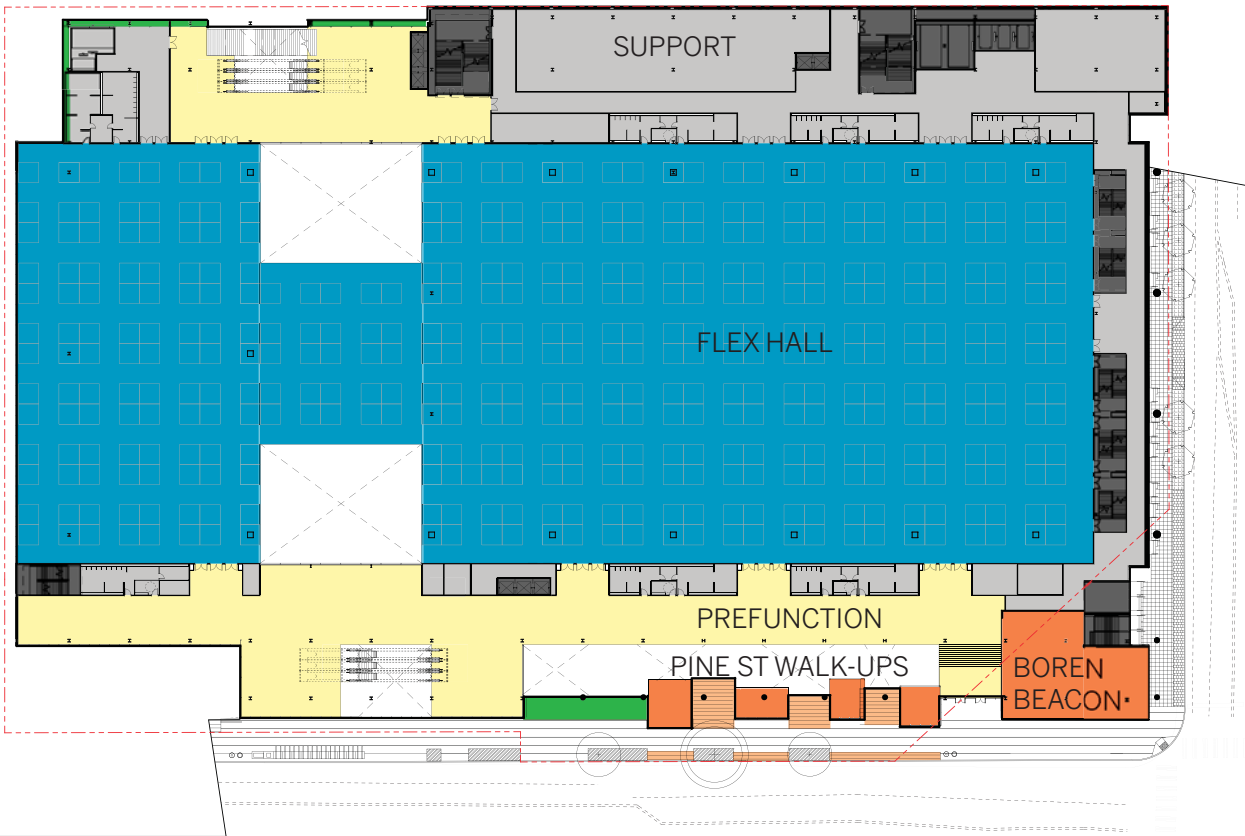 SUPPORT
FLEX HALL
PREFUNCTION
PINE ST WALK-UPS
BOREN
BEACON*